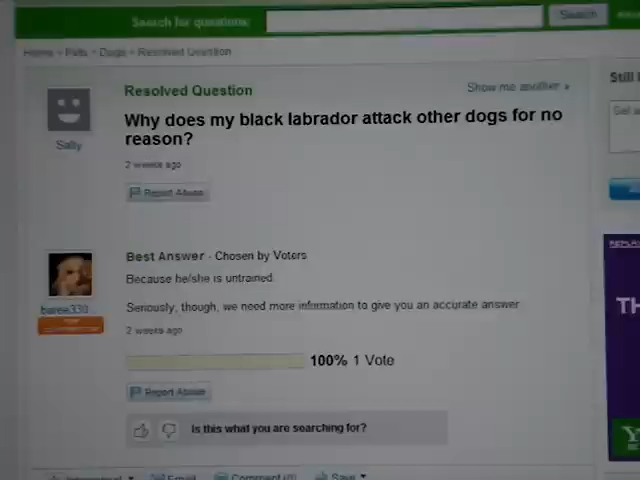 Search for questions:
Search
Home > Pets > Dogs > Resolved Question
Resolved Question
Show me another »
Sally
Why does my black labrador attack other dogs for no
reason?
2 weeks ago
Report Abuse
Best Answer - Chosen by Voters
Because he/she is untrained.
Seriously, though, we need more information to give you an accurate answer
2 weeks ago
100% 1 Vote
Report Abuse
Is this what you are searching for?
Email
Comment (0)
Save
Still
TH
Y